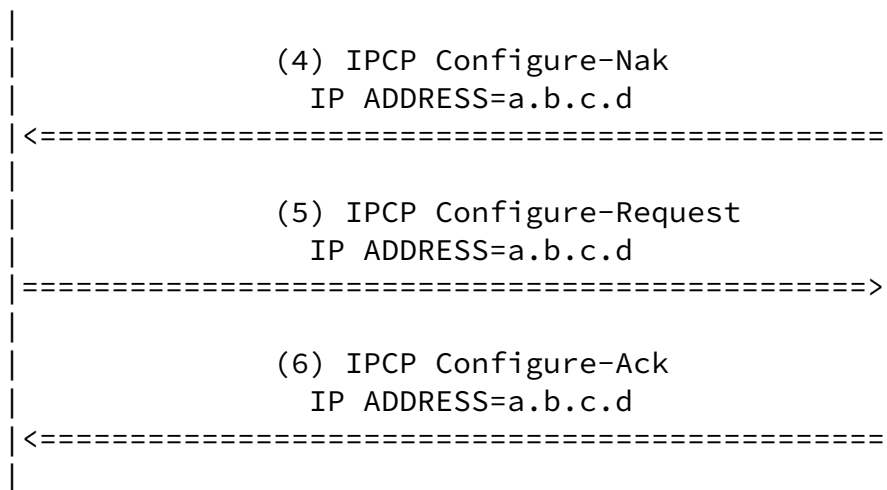 |
| (4) IPCP Configure-Nak
| IP ADDRESS=a.b.c.d
|<===============================================
|
| (5) IPCP Configure-Request
| IP ADDRESS=a.b.c.d
|===============================================>
|
| (6) IPCP Configure-Ack
| IP ADDRESS=a.b.c.d
|<===============================================
|